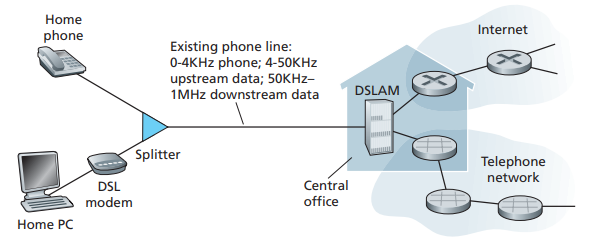 Home
phone
Existing phone line:
0-4KHz phone; 4-50KHz
upstream data; 50KHz–
1MHz downstream data
Internet
DSLAM
Splitter
DSL
modem
Home PC
Central
office
Telephone
network